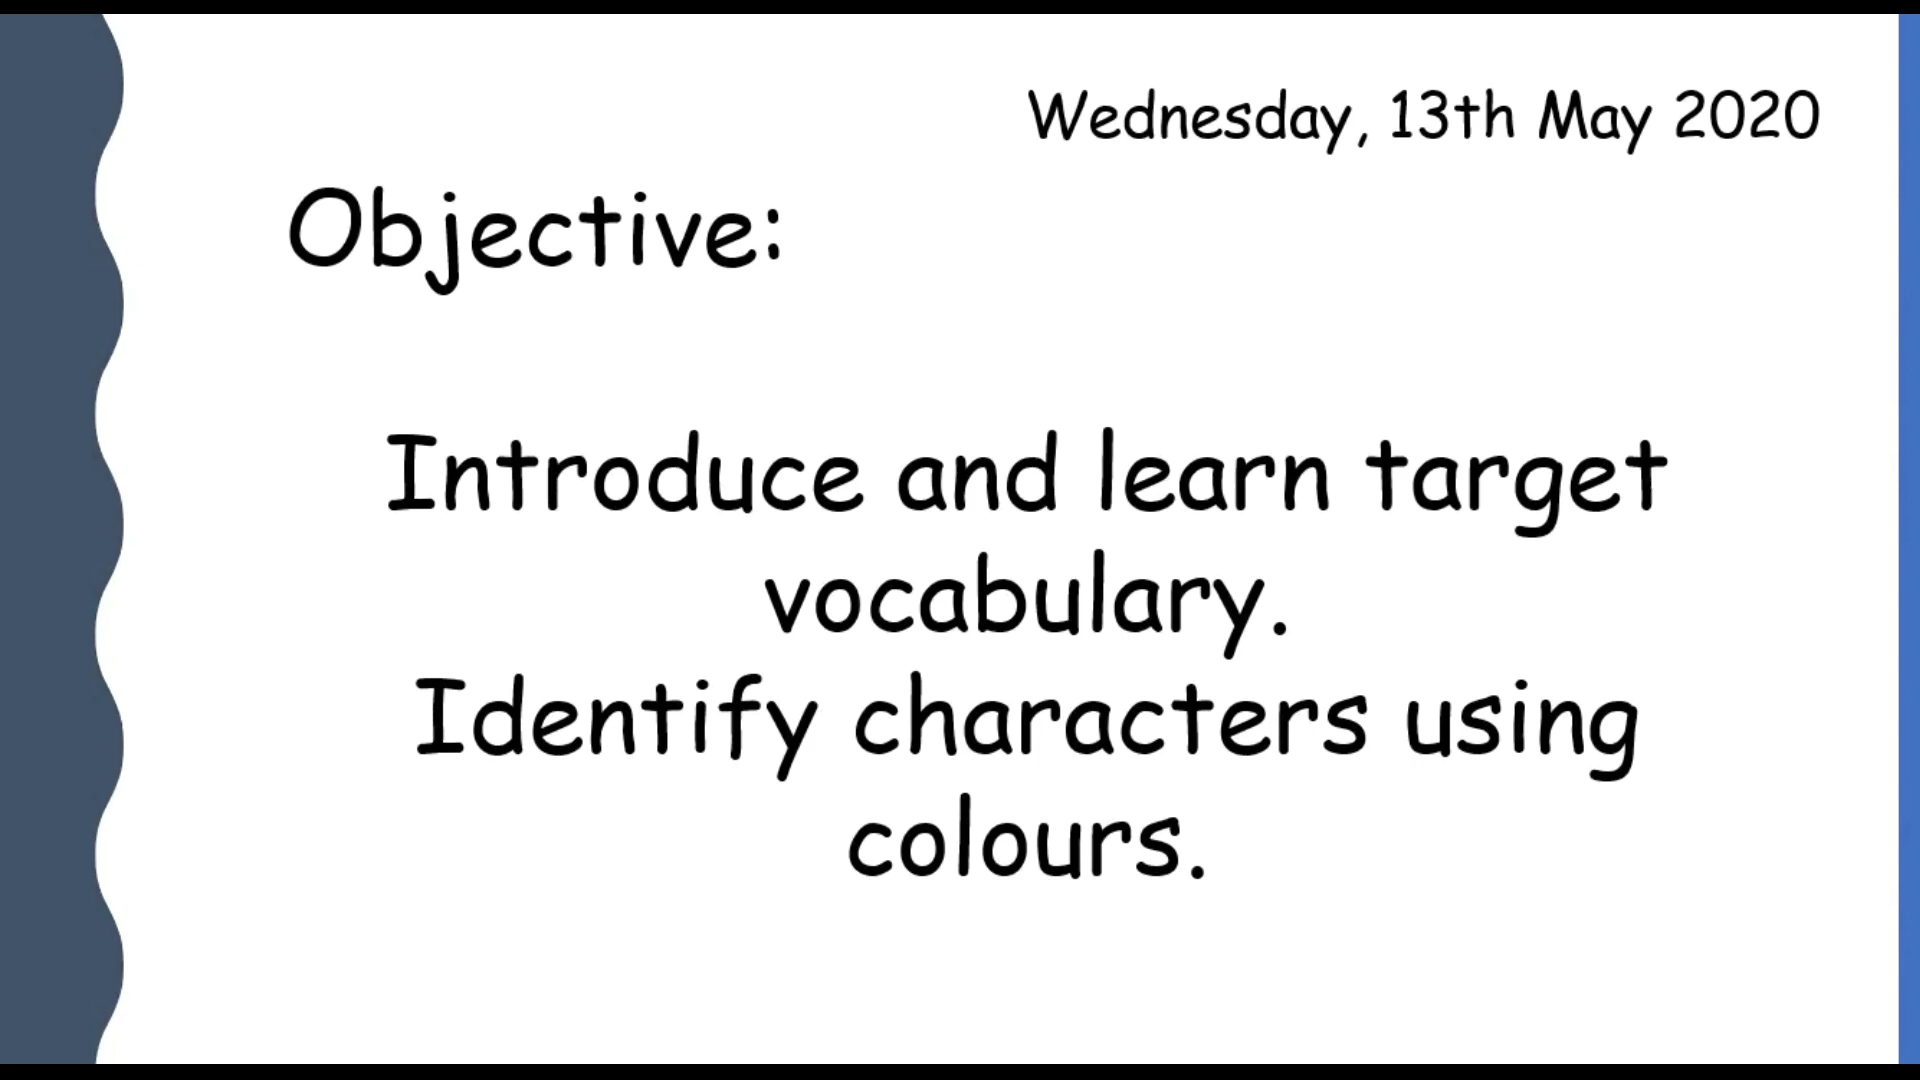 Wednesday, 13th May 2020
Objective:
Introduce and learn target
vocabulary.
Identify characters using
colours.